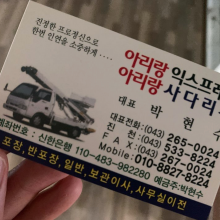 진정한 프로정신으로
한번 인연을 소중하게 ····
아리랑 익스프레
아리랑 사다리
대표 박 현
대표전화:(043) 265-0024
진 천:(043) 533-8224
F A X:(043) 267-0024
Mobile:010-8827-9224
계좌번호 : 신한은행 110-483-982280 예금주:박현수
포장, 반포장, 일반, 보관이사, 사무실이전